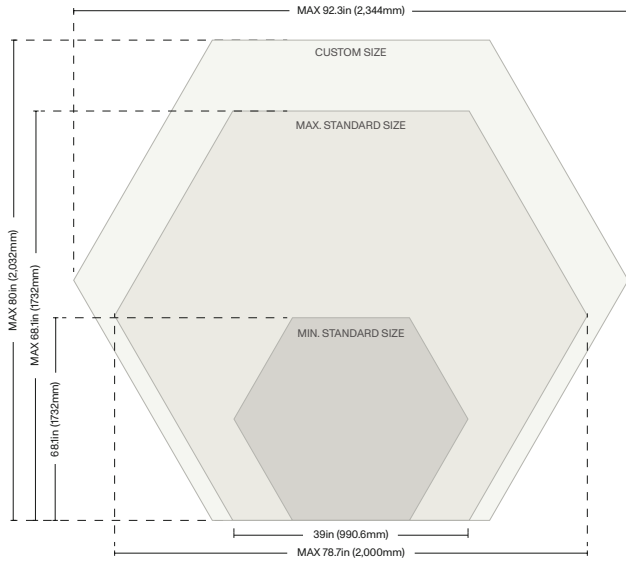 MAX 92.3in (2,344mm)
CUSTOM SIZE
MAX. STANDARD SIZE
MAX 80in (2,032mm)
MAX 68.1in (1732mm)
68.1in (1732mm)
MIN. STANDARD SIZE
39in (990.6mm)
MAX 78.7in (2,000mm)